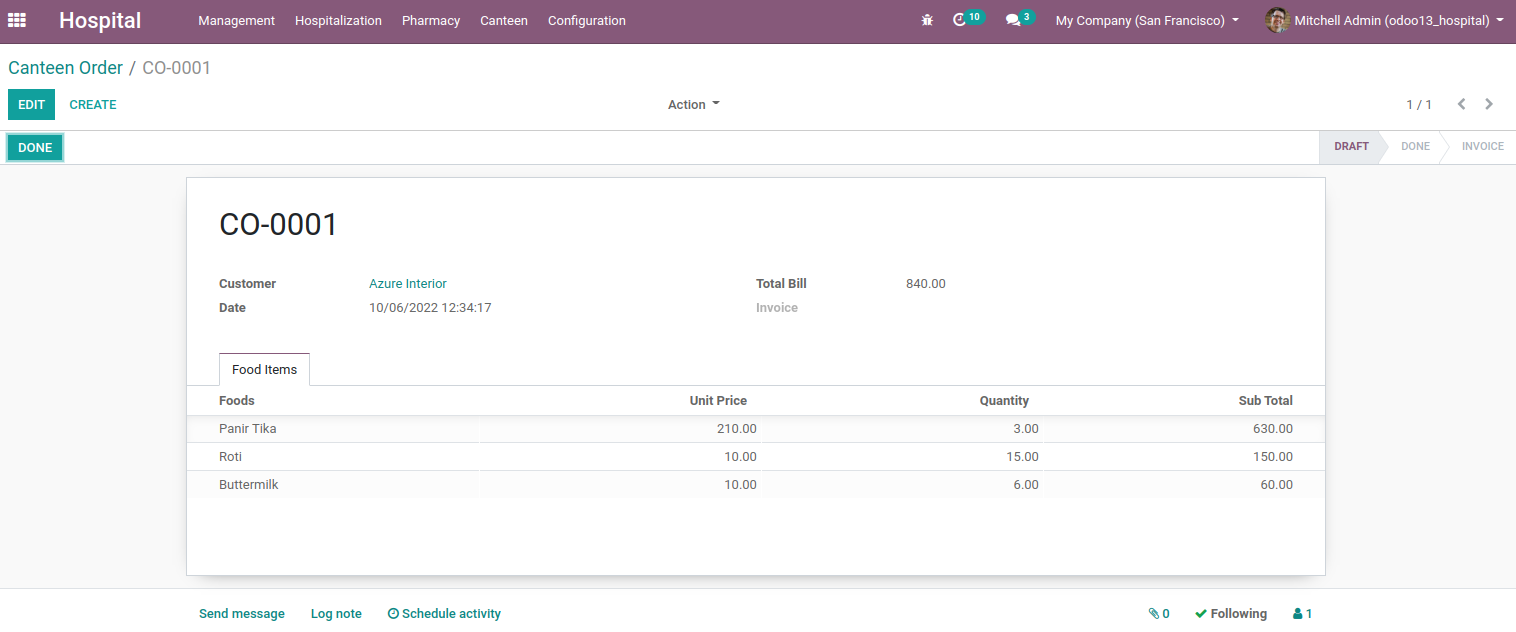 Hospital Management Hospitalization Pharmacy Canteen Configuration 10 3 My Company (San Francisco) Mitchell Admin (odoo13_hospital)
Canteen Order / CO-0001
EDIT CREATE Action 1 / 1
DONE DRAFT DONE INVOICE
CO-0001
Customer Azure Interior Total Bill 840.00
Date 10/06/2022 12:34:17 Invoice
Food Items
Foods Unit Price Quantity Sub Total
Panir Tika 210.00 3.00 630.00
Roti 10.00 15.00 150.00
Buttermilk 10.00 6.00 60.00
Send message Log note Schedule activity 0 Following 1